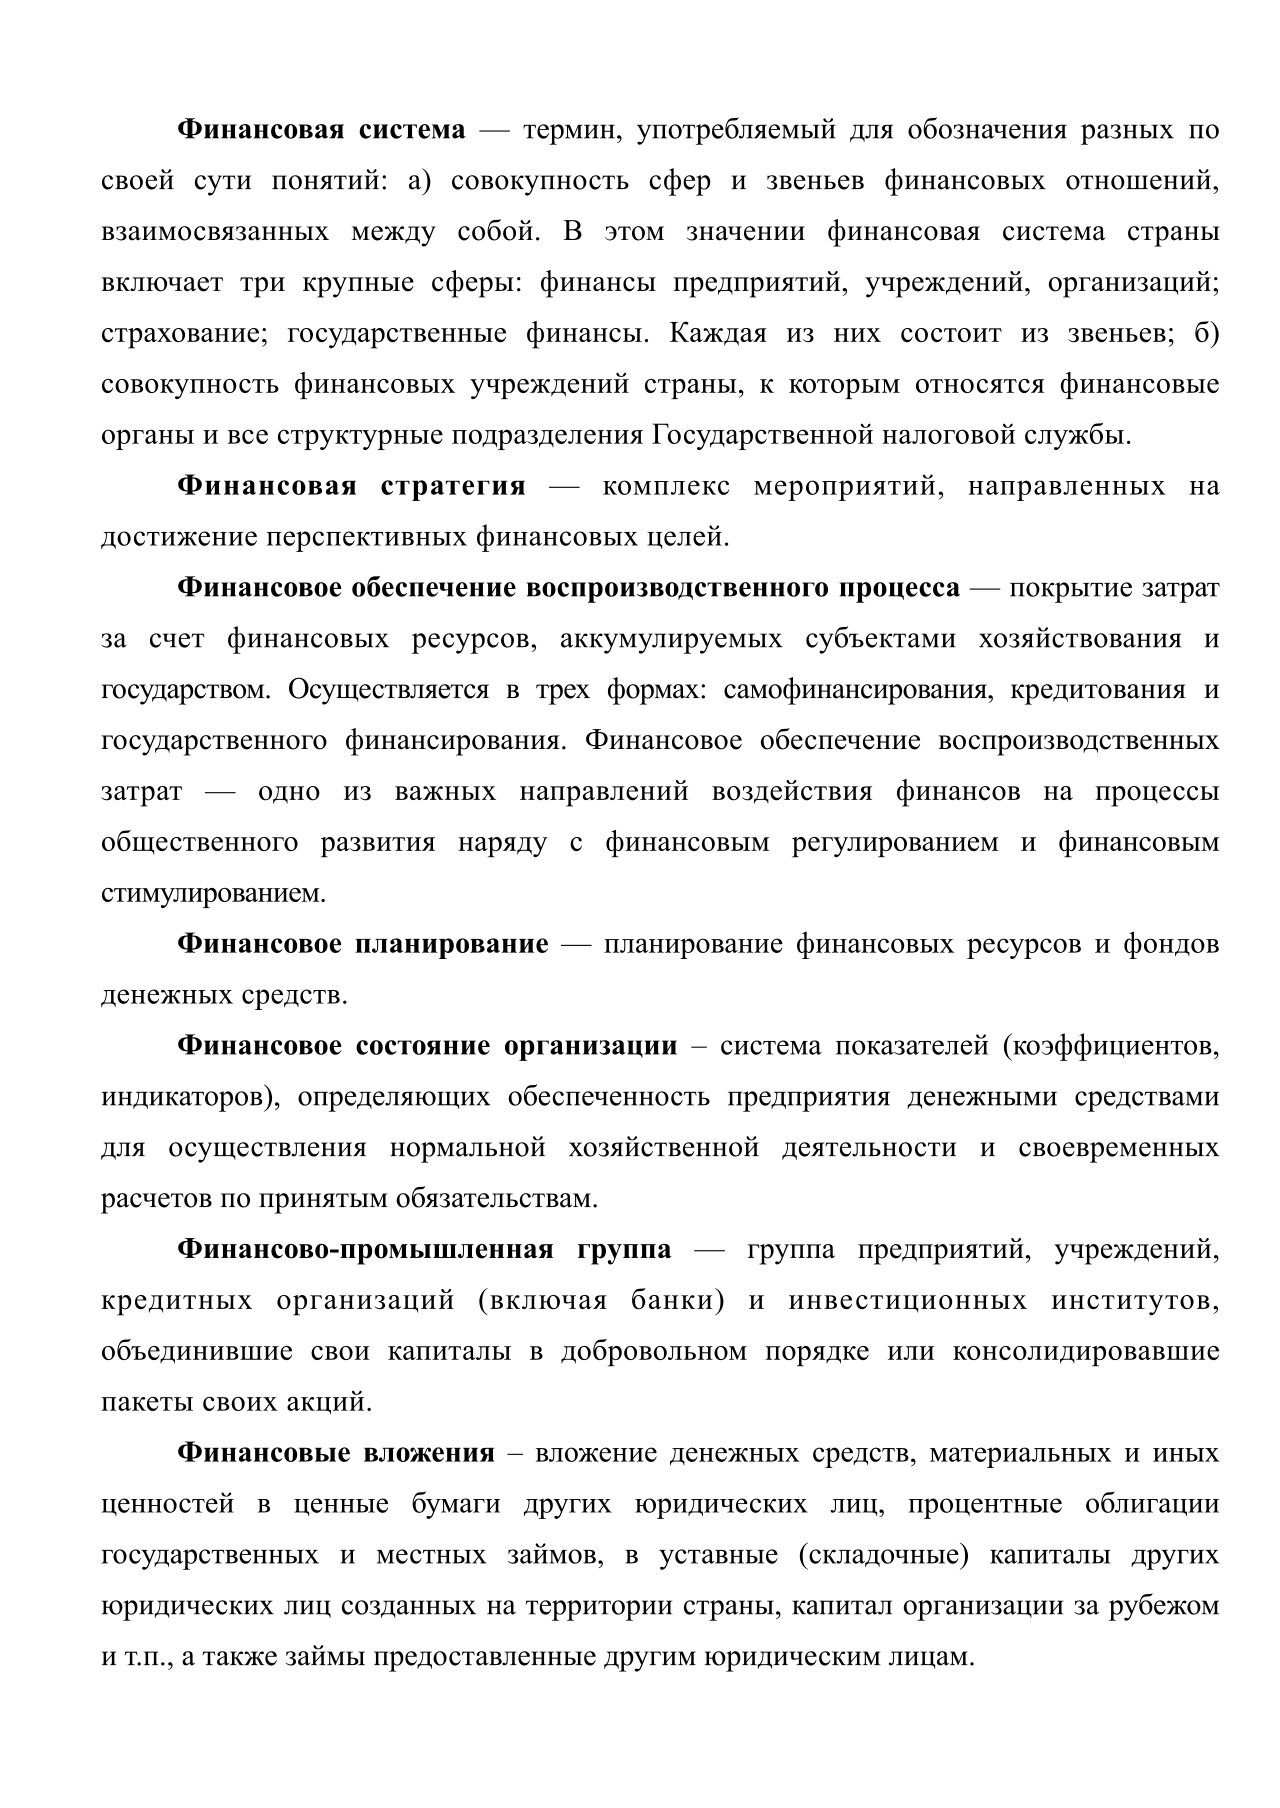 Финансовая система — термин, употребляемый для обозначения разных по
своей сути понятий: а) совокупность сфер и звеньев финансовых отношений,
взаимосвязанных между собой. В этом значении финансовая система страны
включает три крупные сферы: финансы предприятий, учреждений, организаций;
страхование; государственные финансы. Каждая из них состоит из звеньев; б)
совокупность финансовых учреждений страны, к которым относятся финансовые
органы и все структурные подразделения Государственной налоговой службы.
Финансовая стратегия — комплекс мероприятий, направленных на
достижение перспективных финансовых целей.
Финансовое обеспечение воспроизводственного процесса — покрытие затрат
за счет финансовых ресурсов, аккумулируемых субъектами хозяйствования и
государством. Осуществляется в трех формах: самофинансирования, кредитования и
государственного финансирования. Финансовое обеспечение воспроизводственных
затрат — одно из важных направлений воздействия финансов на процессы
общественного развития наряду с финансовым регулированием и финансовым
стимулированием.
Финансовое планирование — планирование финансовых ресурсов и фондов
денежных средств.
Финансовое состояние организации – система показателей (коэффициентов,
индикаторов), определяющих обеспеченность предприятия денежными средствами
для осуществления нормальной хозяйственной деятельности и своевременных
расчетов по принятым обязательствам.
Финансово-промышленная группа — группа предприятий, учреждений,
кредитных организаций (включая банки) и инвестиционных институтов,
объединившие свои капиталы в добровольном порядке или консолидировавшие
пакеты своих акций.
Финансовые вложения – вложение денежных средств, материальных и иных
ценностей в ценные бумаги других юридических лиц, процентные облигации
государственных и местных займов, в уставные (складочные) капиталы других
юридических лиц созданных на территории страны, капитал организации за рубежом
и т.п., а также займы предоставленные другим юридическим лицам.